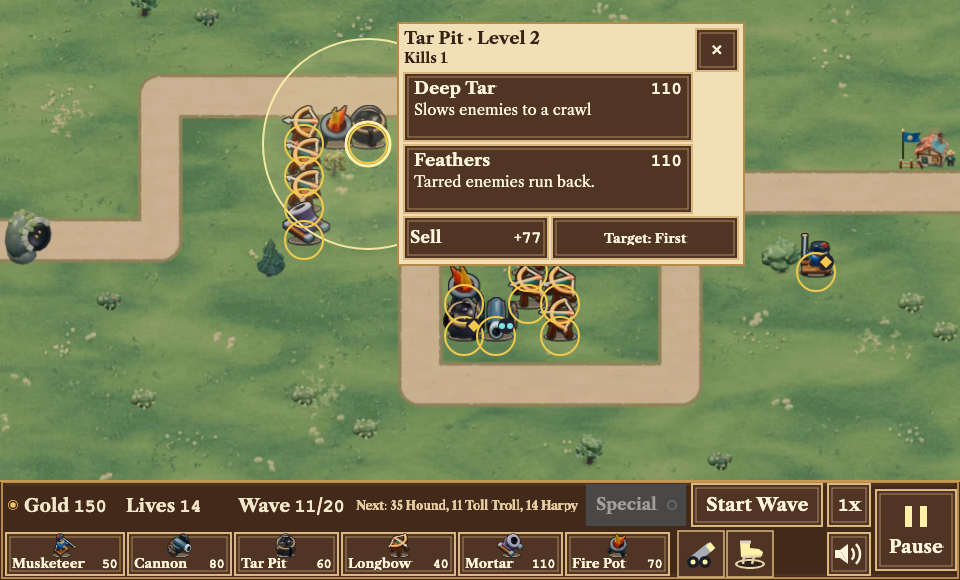 Tar Pit · Level 2
Kills 1
×
Deep Tar 110
Slows enemies to a crawl
Feathers 110
Tarred enemies run back.
Sell +77
Target: First
Gold 150 Lives 14 Wave 11/20 Next: 35 Hound, 11 Toll Troll, 14 Harpy Special Start Wave 1x
Pause
Musketeer 50 Cannon 80 Tar Pit 60 Longbow 40 Mortar 110 Fire Pot 70